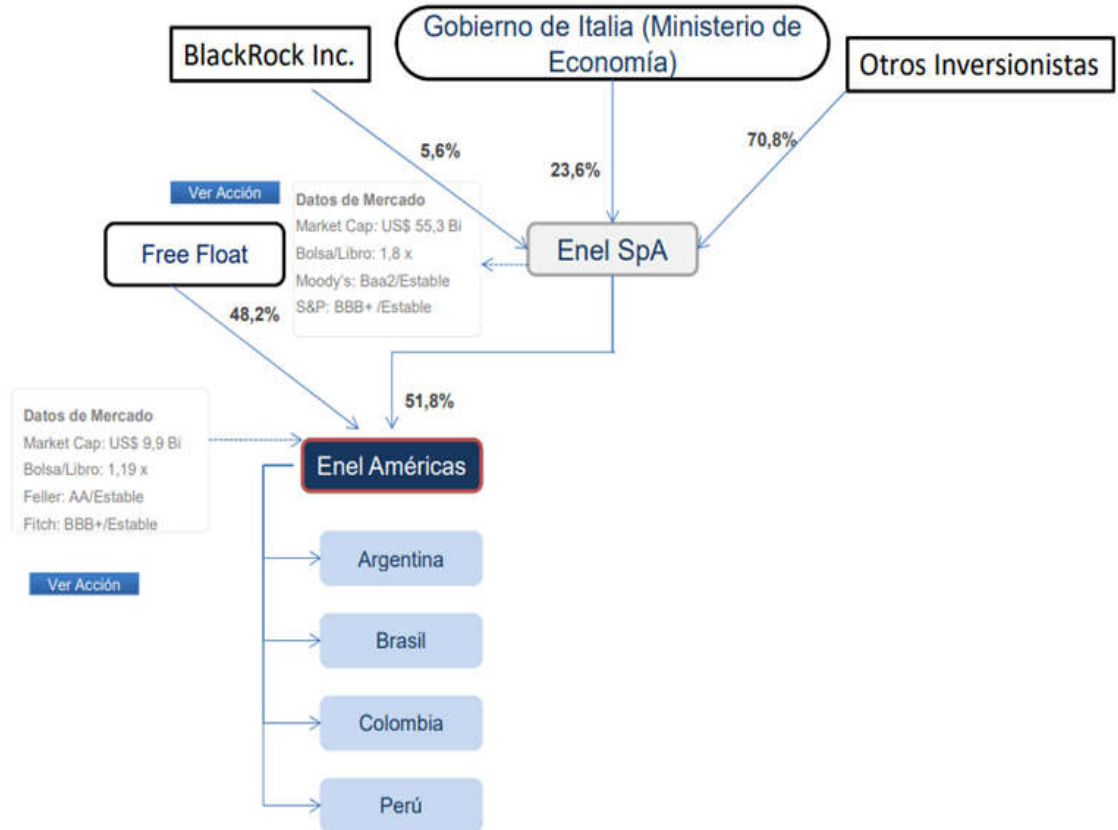 BlackRock Inc.
Gobierno de Italia (Ministerio de
Economía)
Otros Inversionistas
5,6%
23,6%
70,8%
Ver Acción
Datos de Mercado
Market Cap: US$ 55,3 Bi
Bolsa/Libro: 1,8 x
Moody's: Baa2/Estable
S&P: BBB+ /Estable
Free Float
Enel SpA
48,2%
51,8%
Datos de Mercado
Market Cap: US$ 9,9 Bi
Bolsa/Libro: 1,19 x
Feller: AA/Estable
Fitch: BBB+/Estable
Ver Acción
Enel Américas
Argentina
Brasil
Colombia
Perú